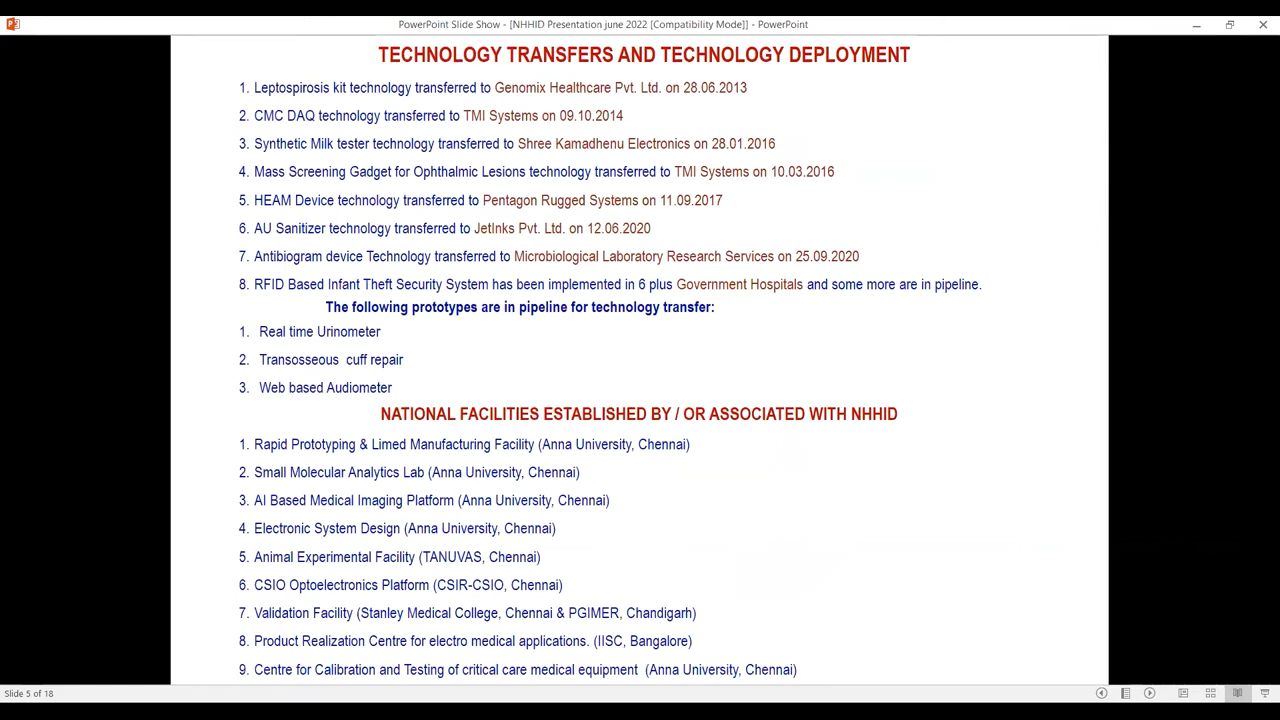 PowerPoint Slide Show - [NHHID Presentation june 2022 [Compatibility Mode]] - PowerPoint
TECHNOLOGY TRANSFERS AND TECHNOLOGY DEPLOYMENT
1. Leptospirosis kit technology transferred to Genomix Healthcare Pvt. Ltd. on 28.06.2013
2. CMC DAQ technology transferred to TMI Systems on 09.10.2014
3. Synthetic Milk tester technology transferred to Shree Kamadhenu Electronics on 28.01.2016
4. Mass Screening Gadget for Ophthalmic Lesions technology transferred to TMI Systems on 10.03.2016
5. HEAM Device technology transferred to Pentagon Rugged Systems on 11.09.2017
6. AU Sanitizer technology transferred to JetInks Pvt. Ltd. on 12.06.2020
7. Antibiogram device Technology transferred to Microbiological Laboratory Research Services on 25.09.2020
8. RFID Based Infant Theft Security System has been implemented in 6 plus Government Hospitals and some more are in pipeline.
The following prototypes are in pipeline for technology transfer:
1. Real time Urinometer
2. Transosseous cuff repair
3. Web based Audiometer
NATIONAL FACILITIES ESTABLISHED BY / OR ASSOCIATED WITH NHHID
1. Rapid Prototyping & Limed Manufacturing Facility (Anna University, Chennai)
2. Small Molecular Analytics Lab (Anna University, Chennai)
3. AI Based Medical Imaging Platform (Anna University, Chennai)
4. Electronic System Design (Anna University, Chennai)
5. Animal Experimental Facility (TANUVAS, Chennai)
6. CSIO Optoelectronics Platform (CSIR-CSIO, Chennai)
7. Validation Facility (Stanley Medical College, Chennai & PGIMER, Chandigarh)
8. Product Realization Centre for electro medical applications. (IISC, Bangalore)
9. Centre for Calibration and Testing of critical care medical equipment (Anna University, Chennai)
Slide 5 of 18